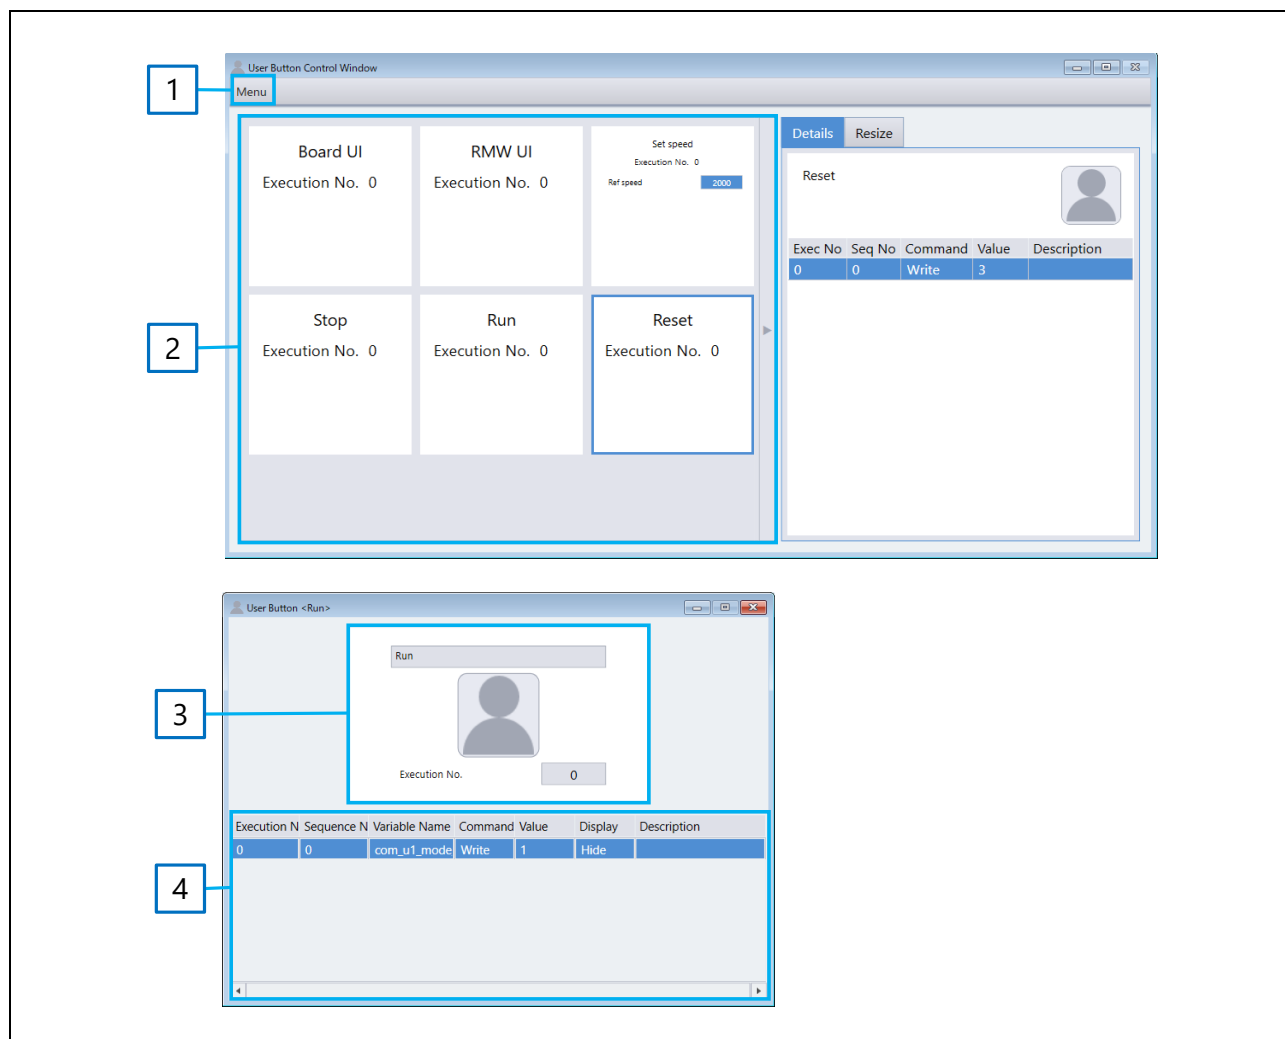 User Button Control Window
1
Menu
Details Resize
Board UI
Execution No. 0
RMW UI
Execution No. 0
Set speed
Execution No. 0
Ref speed 2000
Reset
Exec No Seq No Command Value Description
0 0 Write 3
2
Stop
Execution No. 0
Run
Execution No. 0
Reset
Execution No. 0
User Button <Run>
3
Run
Execution No. 0
4
Execution N Sequence N Variable Name Command Value Display Description
0 0 com_u1_mode Write 1 Hide